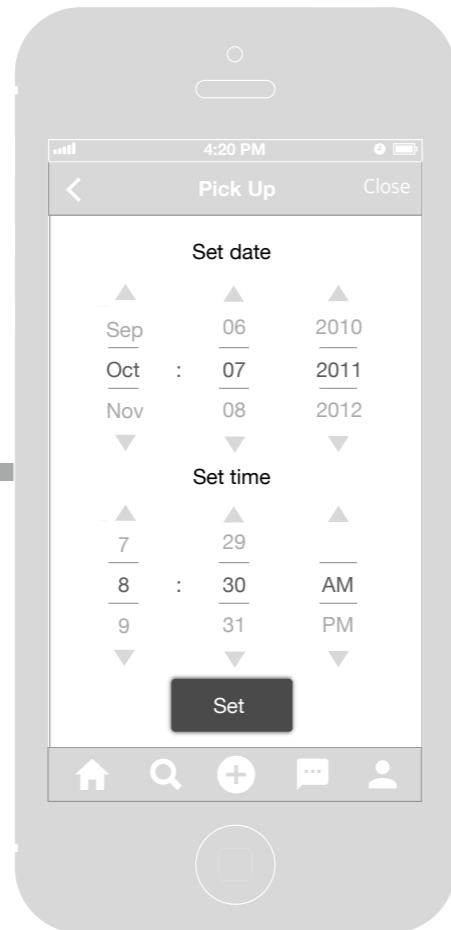 4:20 PM
Pick Up Close
Set date
Sep 06 2010
Oct : 07 2011
Nov 08 2012
Set time
7 29
8 : 30 AM
9 31 PM
Set